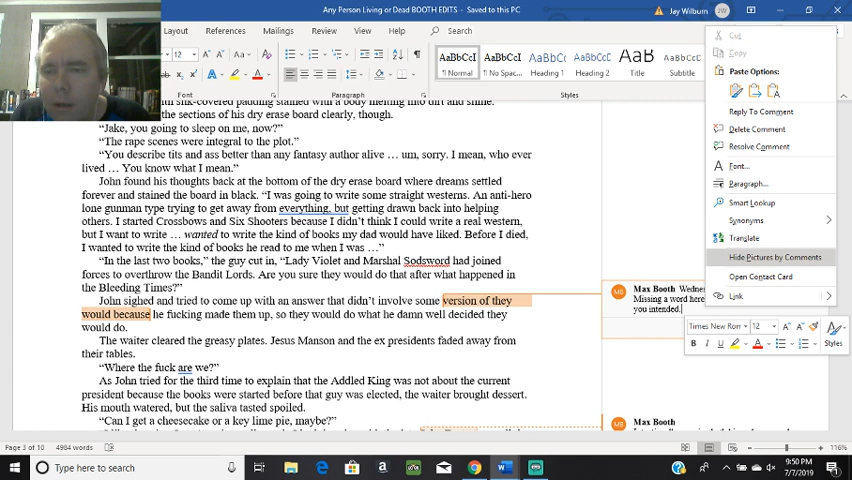 Any Person Living or Dead BOOTH EDITS - Saved to this PC
Jay Wilburn
JW
References
Mailings
Review
View
Help
Search
12
AaBbCcI
AaBbCcI
AaBbCc
AaBbCc
AaB
AaBbCcI
¶ Normal
¶ No Spac...
Heading 1
Heading 2
Title
Subtitle
Paragraph
Styles
the sections of his dry erase board clearly, though.
“Jake, you going to sleep on me, now?”
“The rape scenes were integral to the plot.”
“You describe tits and ass better than any fantasy author alive … um, sorry. I mean, who ever
lived … You know what I mean.”
John found his thoughts back at the bottom of the dry erase board where dreams settled
forever and stained the board in black. “I was going to write some straight westerns. An anti-hero
lone gunman type trying to get away from everything, but getting drawn back into helping
others. I started Crossbows and Six Shooters because I didn’t think I could write a real western,
but I want to write … wanted to write the kind of books my dad would have liked. Before I died,
I wanted to write the kind of books he read to me when I was …”
“In the last two books,” the guy cut in, “Lady Violet and Marshal Sodsword had joined
forces to overthrow the Bandit Lords. Are you sure they would do that after what happened in
the Bleeding Times?”
John sighed and tried to come up with an answer that didn’t involve some version of they
would because he fucking made them up, so they would do what he damn well decided they
would do.
The waiter cleared the greasy plates. Jesus Manson and the ex presidents faded away from
their tables.
“Where the fuck are we?”
As John tried for the third time to explain that the Addled King was not about the current
president because the books were started before that guy was elected, the waiter brought dessert.
His mouth watered, but the saliva tasted spoiled.
“Can I get a cheesecake or a key lime pie, maybe?”
MB
Max Booth Wednes
Missing a word here
you intended.
MB
Max Booth
Cut
Copy
Paste Options:
Reply To Comment
Delete Comment
Resolve Comment
Font...
Paragraph...
Smart Lookup
Synonyms
Translate
Hide Pictures by Comments
Open Contact Card
Link
Times New Rom
12
B
I
U
Styles
Page 3 of 10
4984 words
116%
Type here to search
9:50 PM
7/7/2019